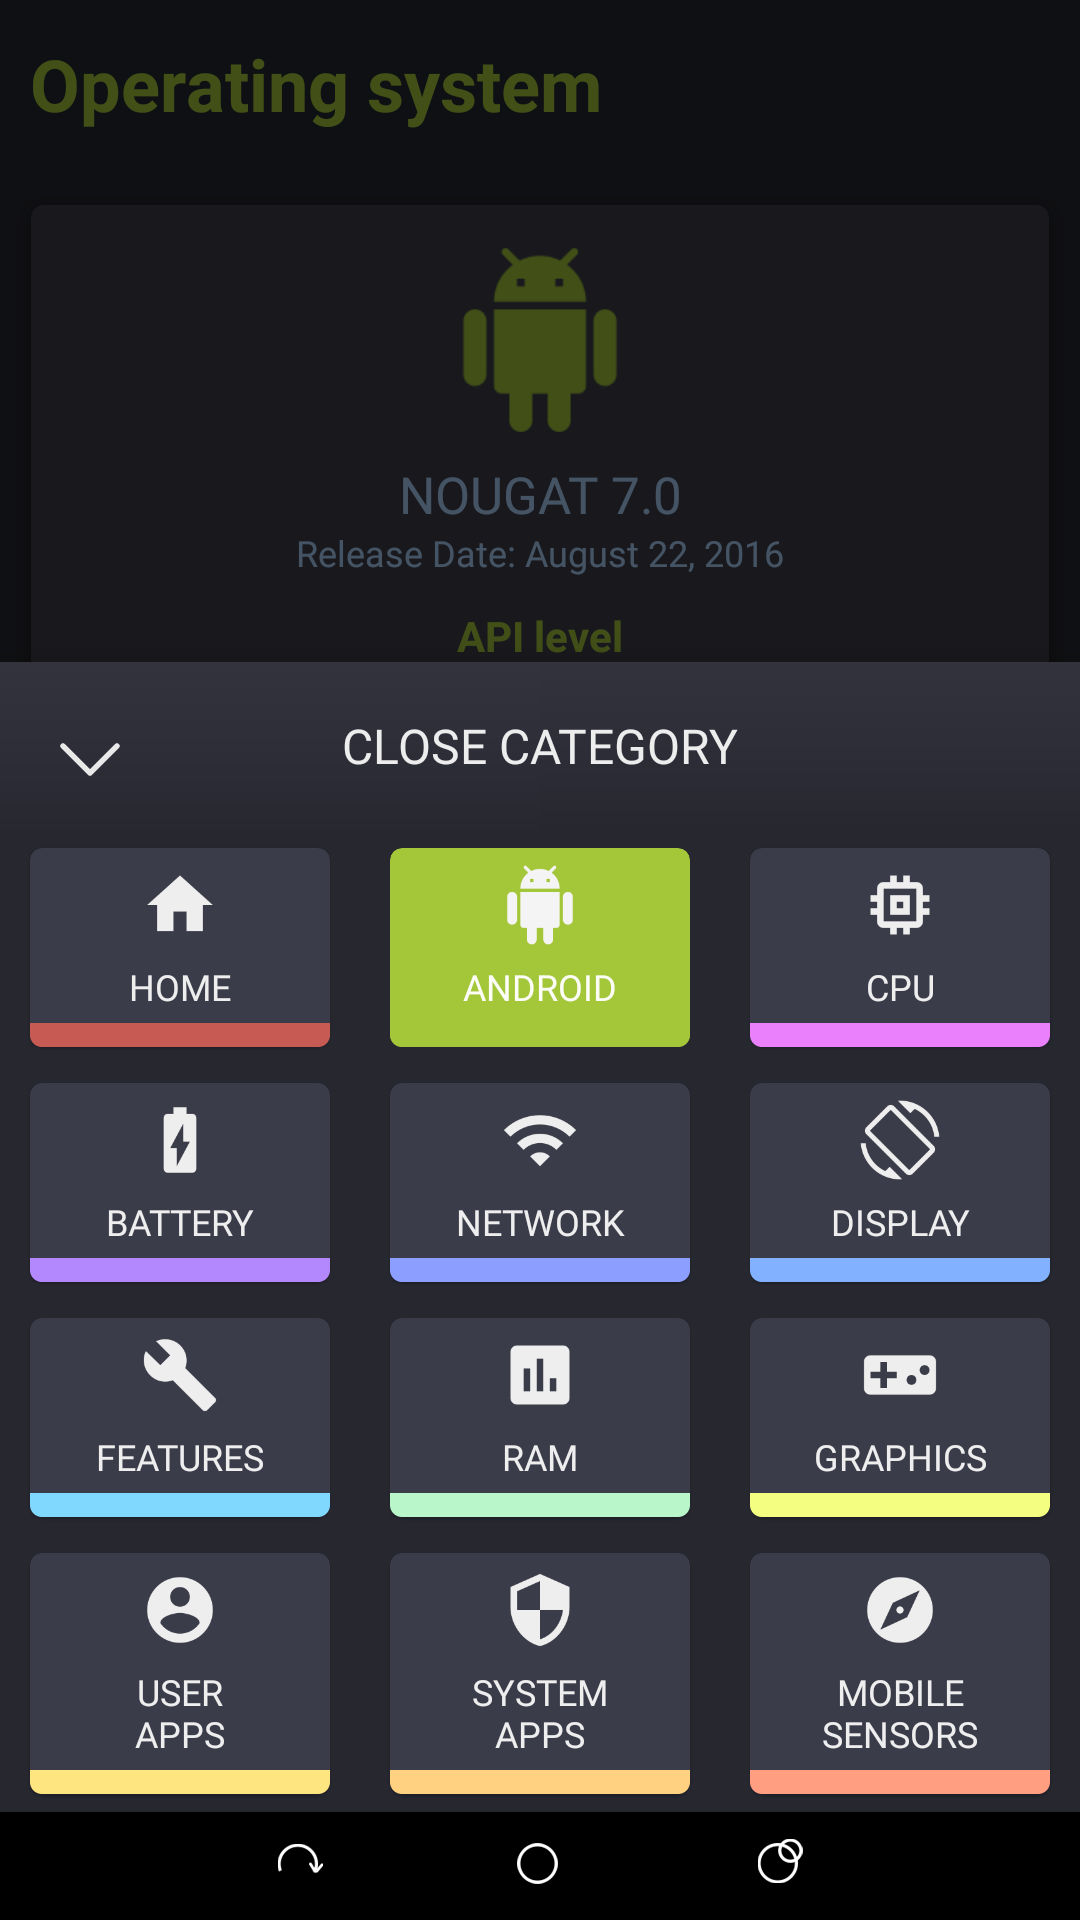 Operating system
NOUGAT 7.0
Release Date: August 22, 2016
API level
CLOSE CATEGORY
HOME
ANDROID
CPU
BATTERY
NETWORK
DISPLAY
FEATURES
RAM
GRAPHICS
USER
APPS
SYSTEM
APPS
MOBILE
SENSORS